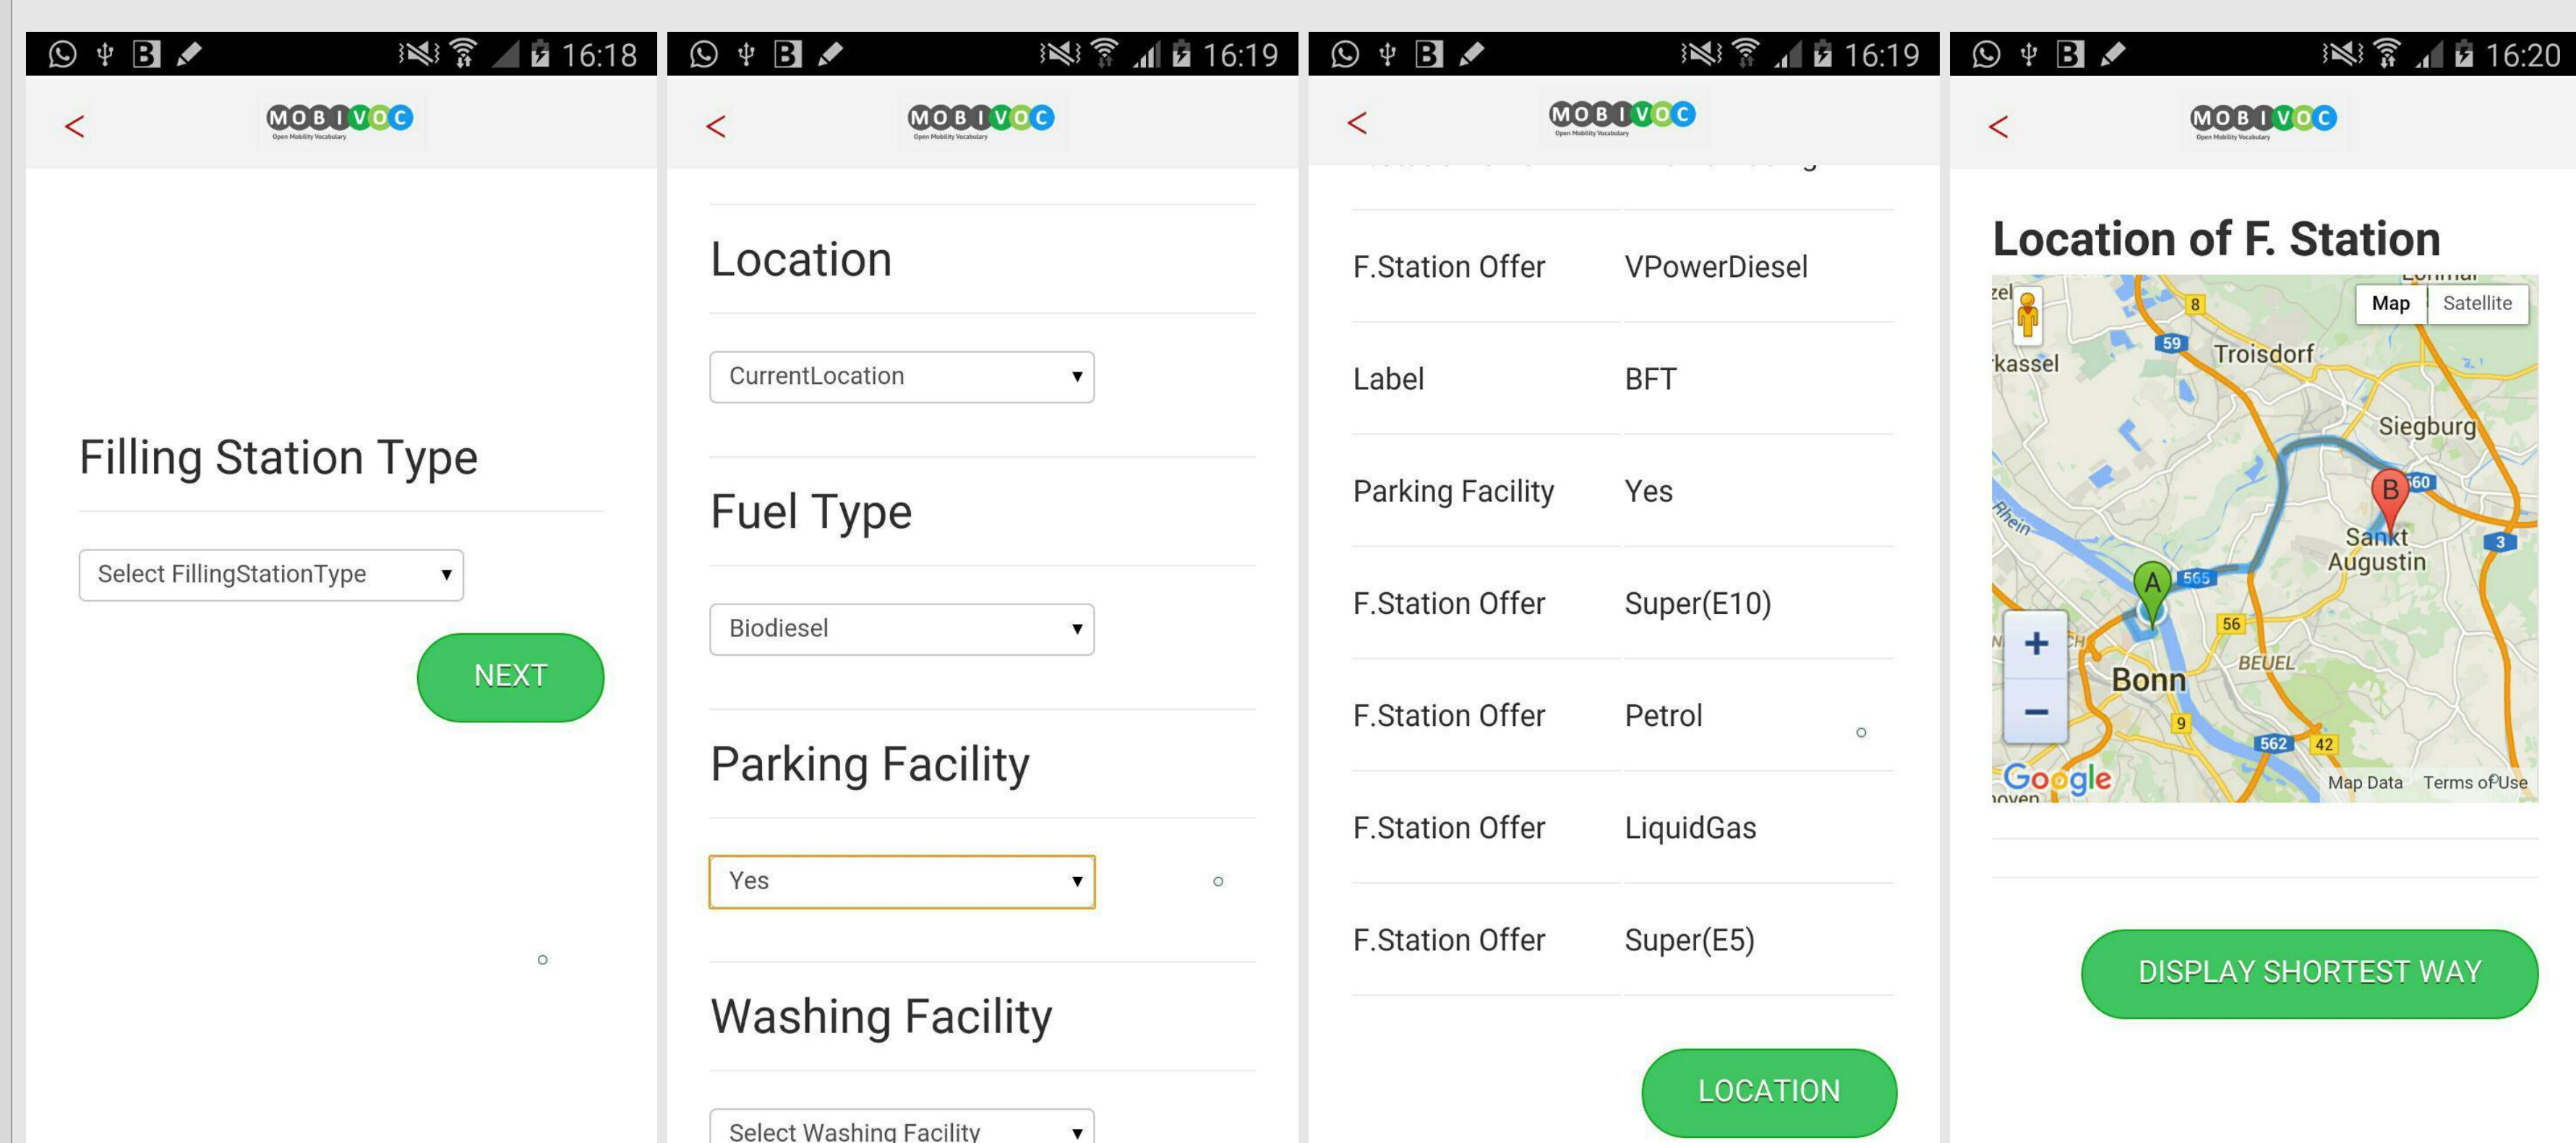 B 16:18
MOBIVOC
Open Mobility Vocabulary
Filling Station Type
Select FillingStationType
NEXT
B 16:19
MOBIVOC
Open Mobility Vocabulary
Location
CurrentLocation
Fuel Type
Biodiesel
Parking Facility
Yes
Washing Facility
Select Washing Facility
B 16:19
MOBIVOC
Open Mobility Vocabulary
F.Station Offer VPowerDiesel
Label BFT
Parking Facility Yes
F.Station Offer Super(E10)
F.Station Offer Petrol
F.Station Offer LiquidGas
F.Station Offer Super(E5)
LOCATION
B 16:20
MOBIVOC
Open Mobility Vocabulary
Location of F. Station
zel
8
Map Satellite
59
Troisdorf
kassel
Siegburg
B
560
Rhein
Sankt
Augustin
3
A
565
56
BEUEL
Bonn
9
562
42
Google
Map Data Terms of Use
hoven
DISPLAY SHORTEST WAY